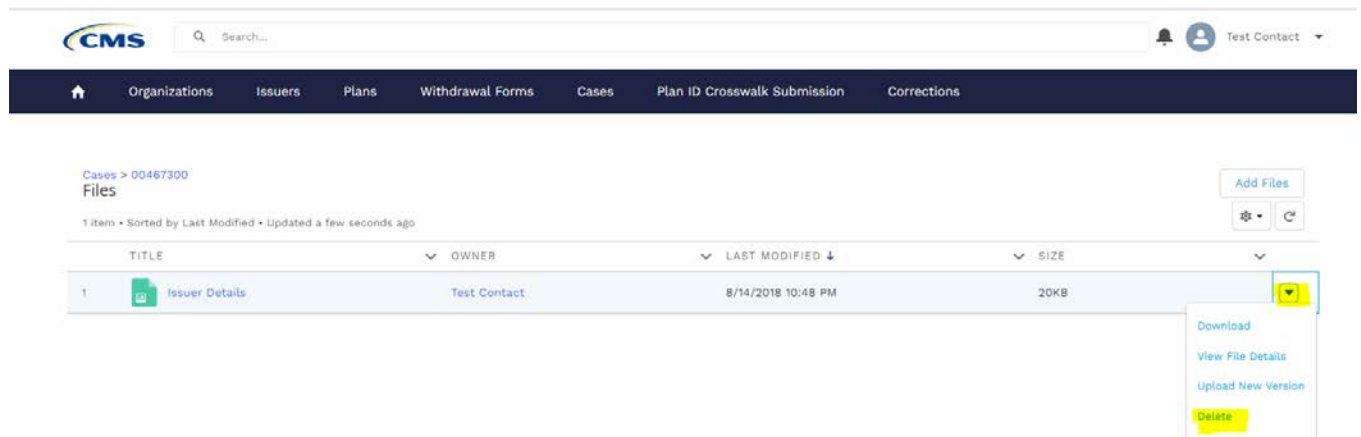 CMS Search... Test Contact
Organizations Issuers Plans Withdrawal Forms Cases Plan ID Crosswalk Submission Corrections
Cases > 00467300
Files
Add Files
1 item • Sorted by Last Modified • Updated a few seconds ago
TITLE OWNER LAST MODIFIED SIZE
1 Issuer Details Test Contact 8/14/2018 10:48 PM 20KB
Download
View File Details
Upload New Version
Delete